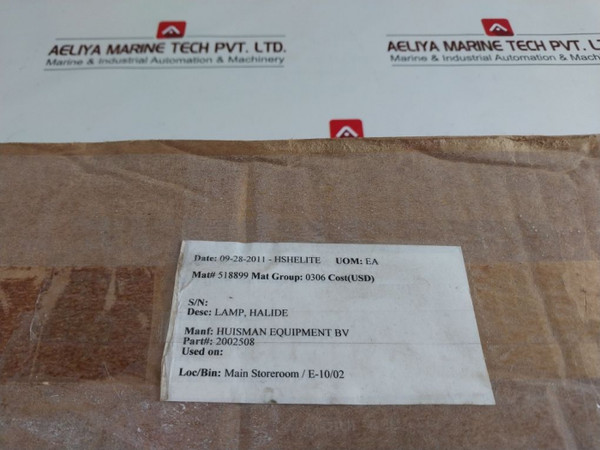 AELIYA MARINE TECH PVT. LTD.
Marine & Industrial Automation & Machinery
AELIYA MARINE TECH PVT. L
Marine & Industrial Automation & Machin
Date: 09-28-2011 - HSHELITE UOM: EA
Mat# 518899 Mat Group: 0306 Cost(USD)
S/N:
Desc: LAMP, HALIDE
Manf: HUISMAN EQUIPMENT BV
Part#: 2002508
Used on:
Loc/Bin: Main Storeroom / E-10/02